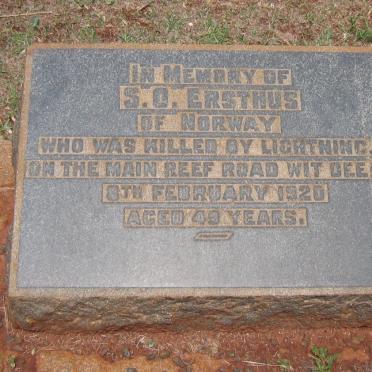 IN MEMORY OF
S. O. ERSTHUS
OF NORWAY
WHO WAS KILLED BY LIGHTNING.
ON THE MAIN REEF ROAD WIT DEE
6TH FEBRUARY 1920
AGED 49 YEARS.